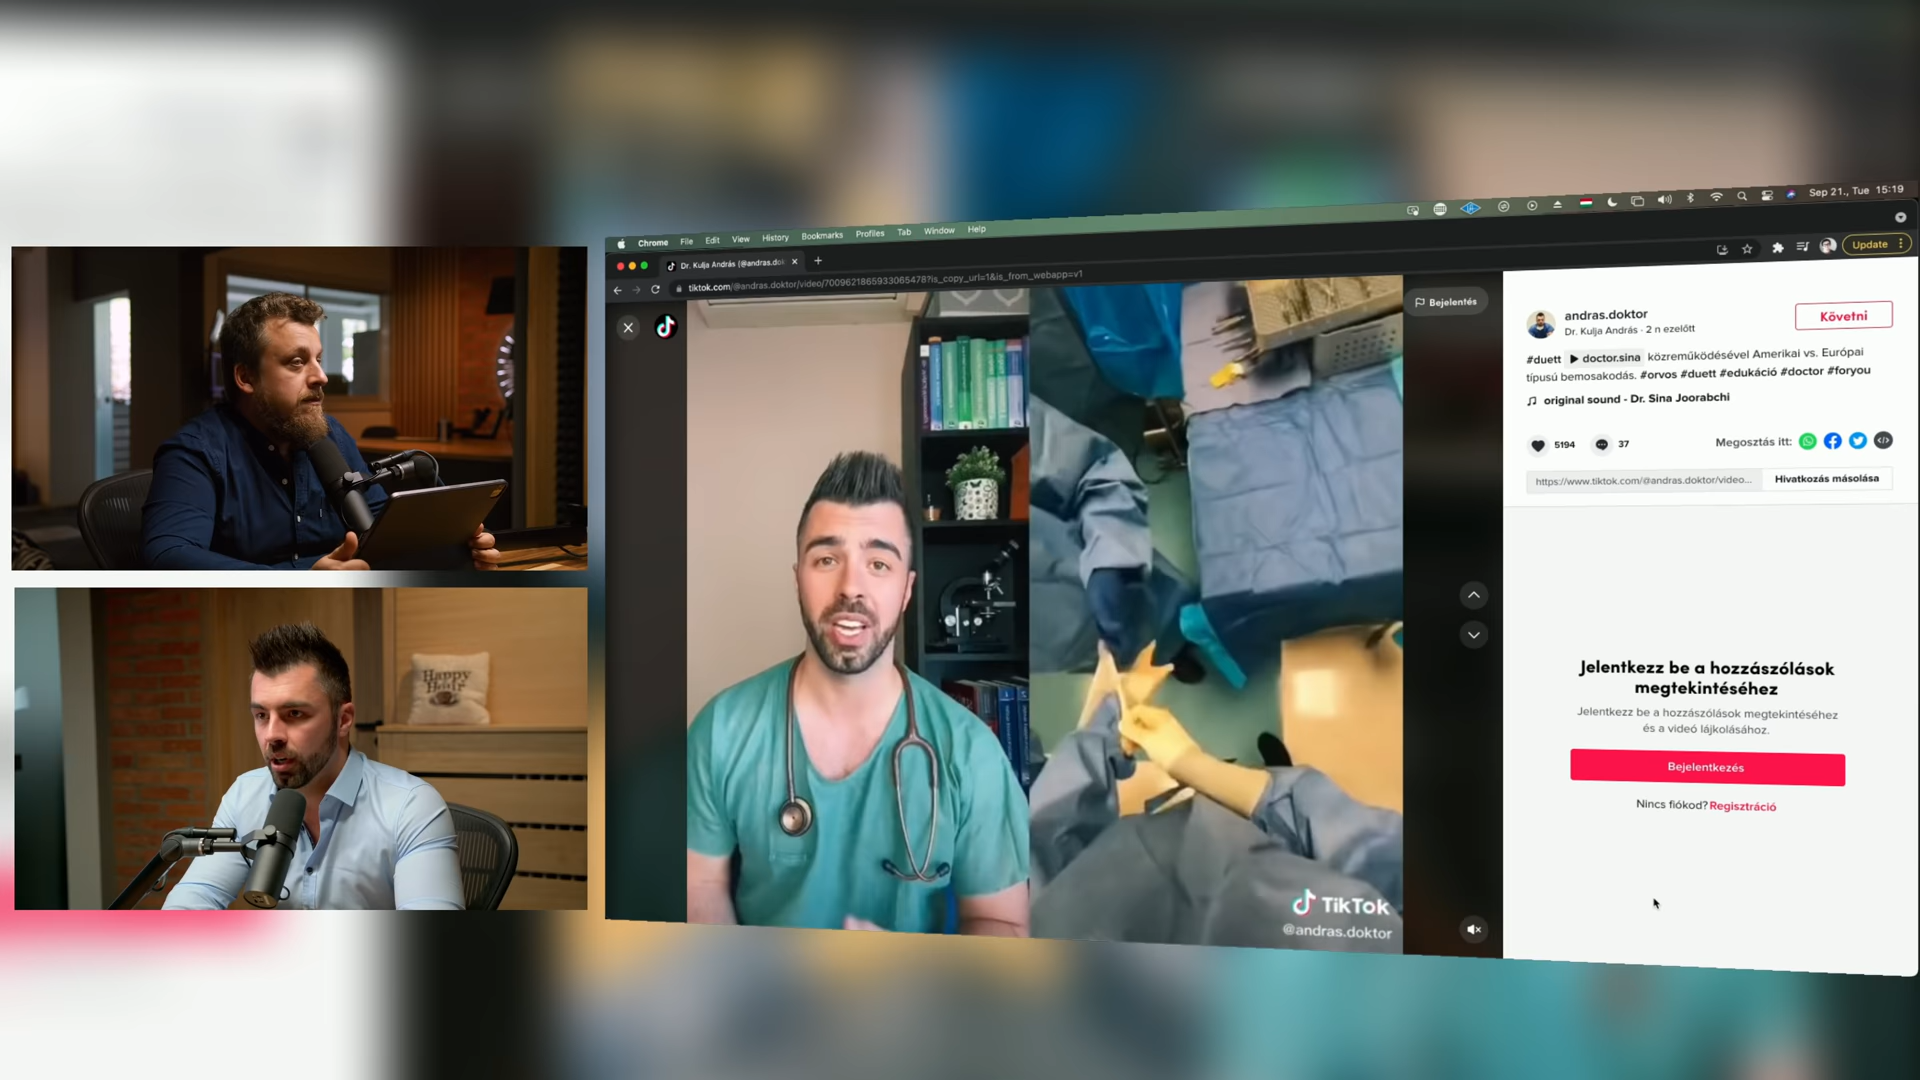 Chrome File Edit View History Bookmarks Profiles Tab Window Help
Sep 21., Tue 15:19
Dr. Kulja András (@andras.dok
tiktok.com/@andras.doktor/video/7009621865933065478?is_copy_url=1&is_from_webapp=v1
Update
Bejelentés
andras.doktor
Dr. Kulja András · 2 n ezelőtt
Követni
#duett ▶ doctor.sina közreműködésével Amerikai vs. Európai
típusú bemosakodás. #orvos #duett #edukáció #doctor #foryou
original sound - Dr. Sina Joorabchi
5194
37
Megosztás itt:
https://www.tiktok.com/@andras.doktor/video...
Hivatkozás másolása
Jelentkezz be a hozzászólások
megtekintéséhez
Jelentkezz be a hozzászólások megtekintéséhez
és a videó lájkolásához.
Bejelentkezés
Nincs fiókod? Regisztráció
TikTok
@andras.doktor
Happy
Hour